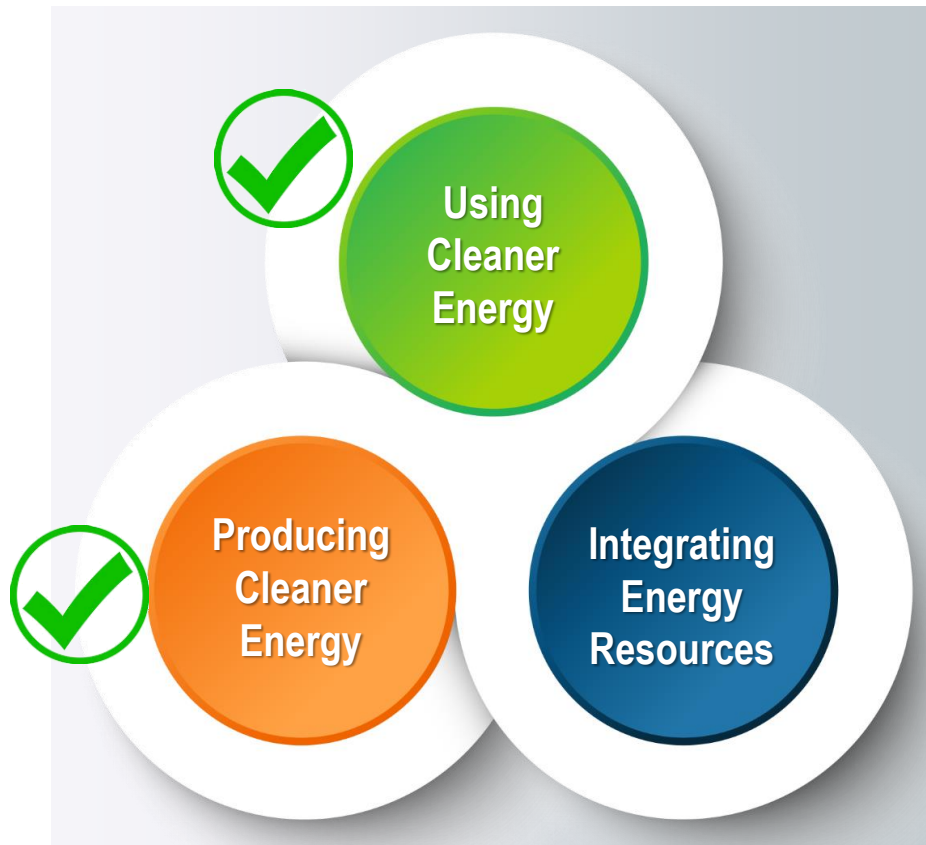 Using
Cleaner
Energy
Producing
Cleaner
Energy
Integrating
Energy
Resources